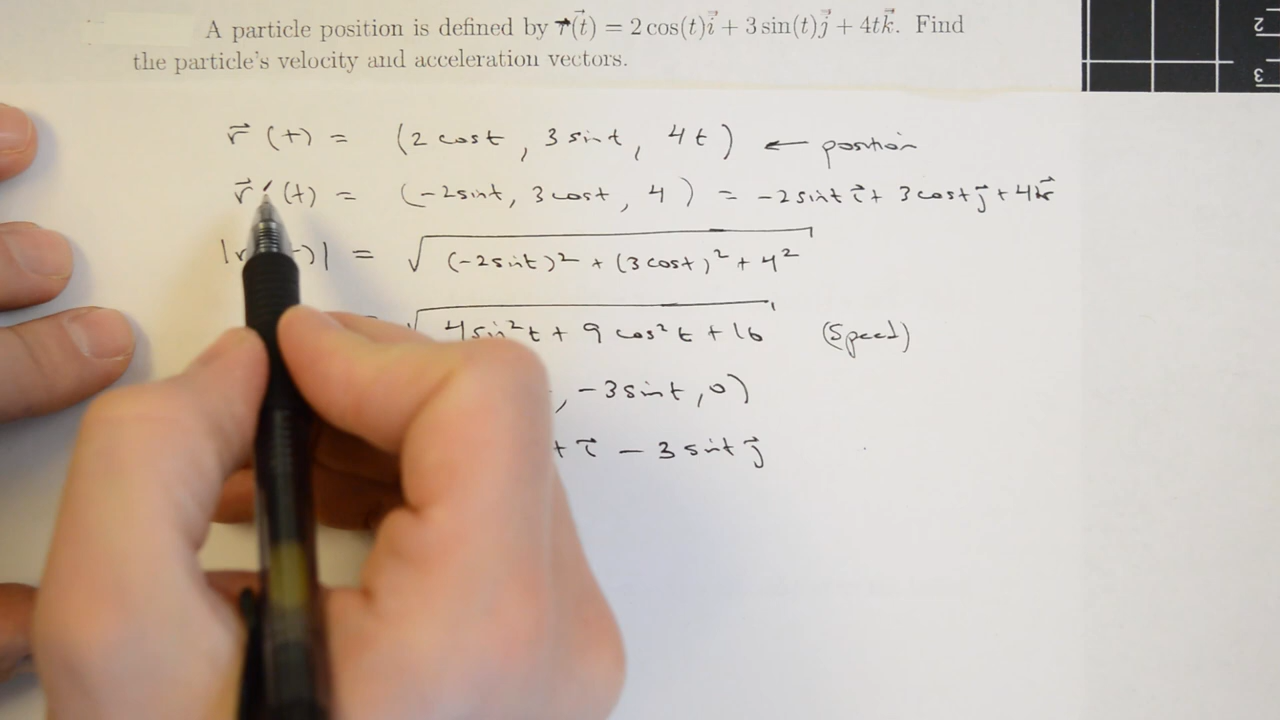 A particle position is defined by r⃗(t) = 2 cos(t)i⃗ + 3 sin(t)j⃗ + 4tk⃗. Find
the particle's velocity and acceleration vectors.
2
3
r⃗ (t) = (2 cost , 3 sint , 4t) ← position
r⃗ ′(t) = (-2sint, 3cost, 4) = -2sint i⃗ + 3cost j⃗ + 4k⃗
|r )| = √((-2sint)² + (3cost)² + 4²)
= √(4sin²t + 9cos²t + 16) (Speed)
, -3sint, 0)
i⃗ - 3sint j⃗